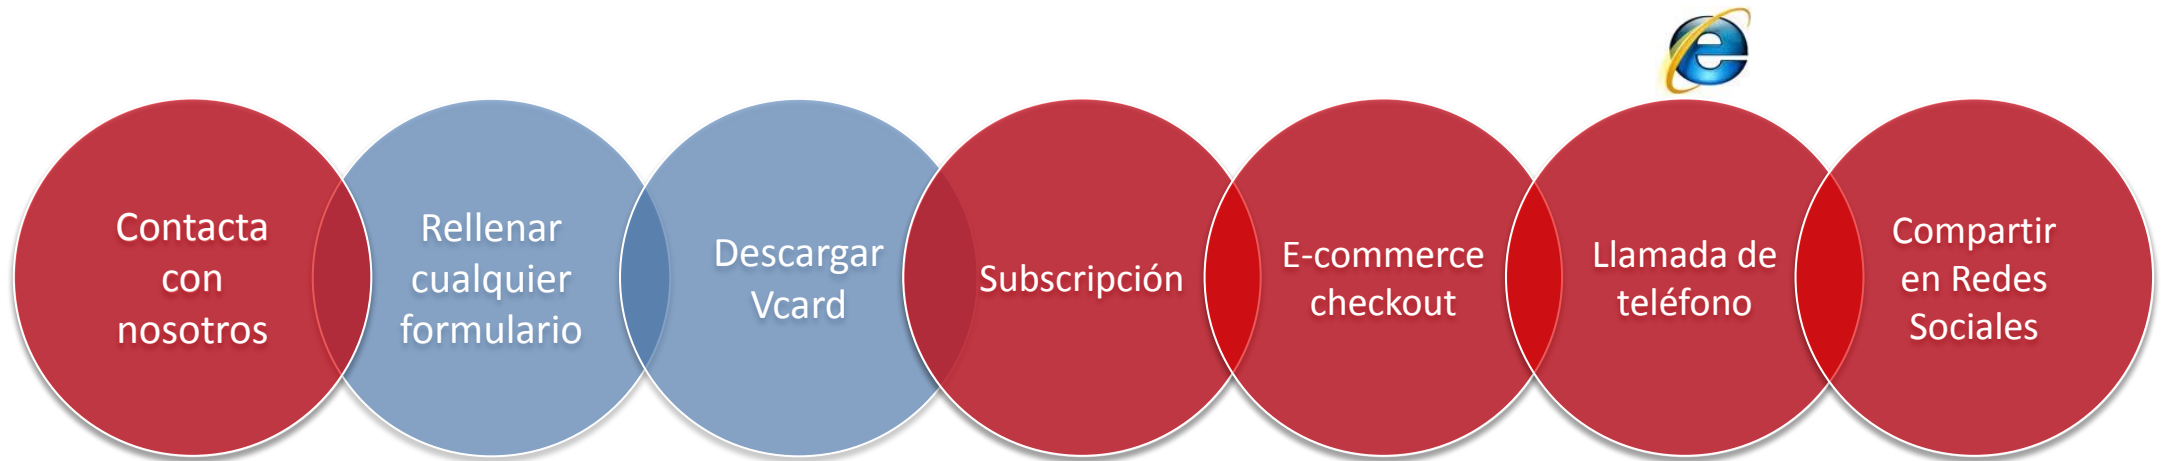 Contacta
con
nosotros
Rellenar
cualquier
formulario
Descargar
Vcard
Subscripción
E-commerce
checkout
Llamada de
teléfono
Compartir
en Redes
Sociales